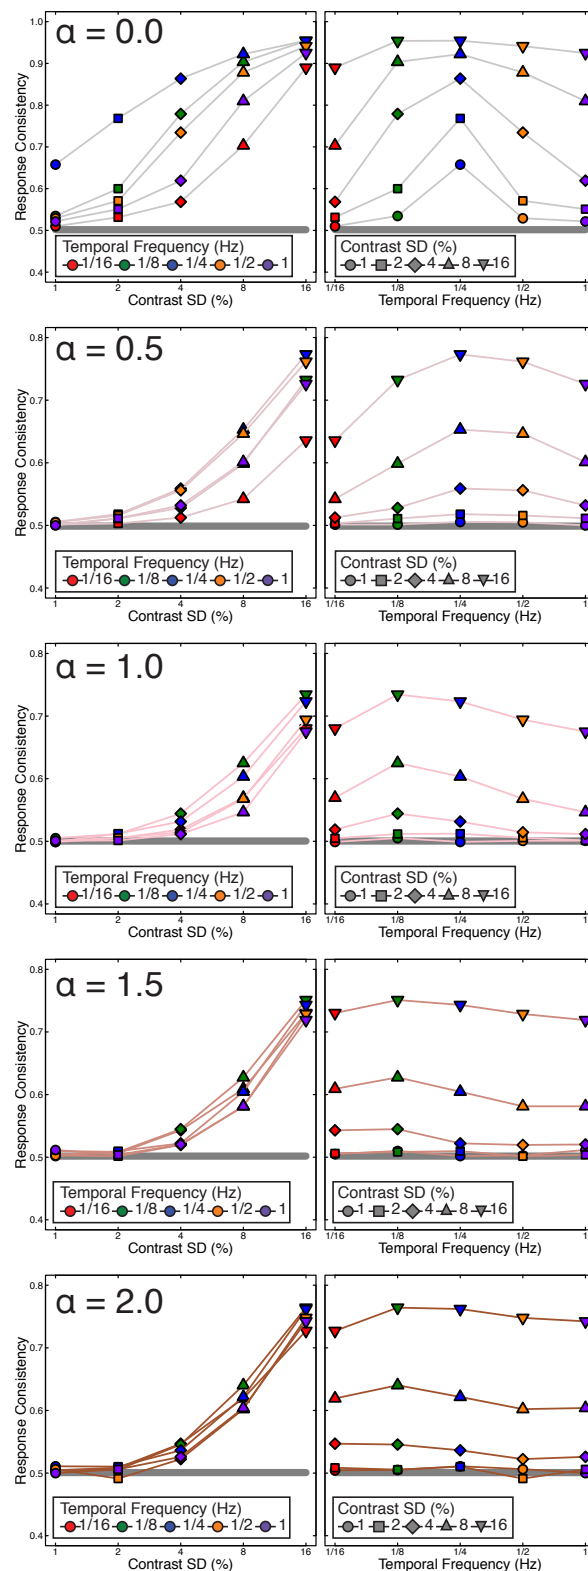 α = 0.0
Response Consistency
1.0
0.9
0.8
0.7
0.6
0.5
0.4
Temporal Frequency (Hz)
1/16 1/8 1/4 1/2 1
1 2 4 8 16
Contrast SD (%)
Contrast SD (%)
1 2 4 8 16
1/16 1/8 1/4 1/2 1
Temporal Frequency (Hz)
α = 0.5
Response Consistency
0.8
0.7
0.6
0.5
0.4
Temporal Frequency (Hz)
1/16 1/8 1/4 1/2 1
1 2 4 8 16
Contrast SD (%)
Contrast SD (%)
1 2 4 8 16
1/16 1/8 1/4 1/2 1
Temporal Frequency (Hz)
α = 1.0
Response Consistency
0.8
0.7
0.6
0.5
0.4
Temporal Frequency (Hz)
1/16 1/8 1/4 1/2 1
1 2 4 8 16
Contrast SD (%)
Contrast SD (%)
1 2 4 8 16
1/16 1/8 1/4 1/2 1
Temporal Frequency (Hz)
α = 1.5
Response Consistency
0.8
0.7
0.6
0.5
0.4
Temporal Frequency (Hz)
1/16 1/8 1/4 1/2 1
1 2 4 8 16
Contrast SD (%)
Contrast SD (%)
1 2 4 8 16
1/16 1/8 1/4 1/2 1
Temporal Frequency (Hz)
α = 2.0
Response Consistency
0.8
0.7
0.6
0.5
0.4
Temporal Frequency (Hz)
1/16 1/8 1/4 1/2 1
1 2 4 8 16
Contrast SD (%)
Contrast SD (%)
1 2 4 8 16
1/16 1/8 1/4 1/2 1
Temporal Frequency (Hz)